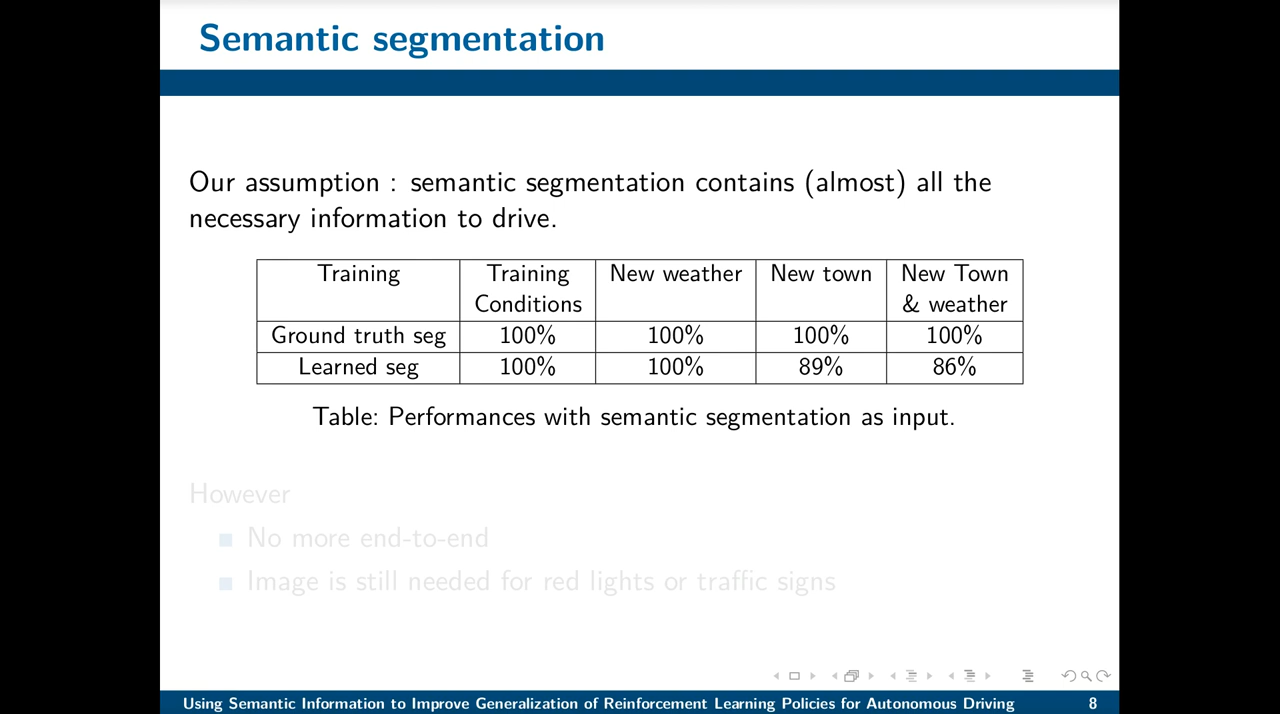 Semantic segmentation
Our assumption : semantic segmentation contains (almost) all the
necessary information to drive.
Training Training New weather New town New Town
Conditions & weather
Ground truth seg 100% 100% 100% 100%
Learned seg 100% 100% 89% 86%
Table: Performances with semantic segmentation as input.
However
No more end-to-end
Image is still needed for red lights or traffic signs
Using Semantic Information to Improve Generalization of Reinforcement Learning Policies for Autonomous Driving 8